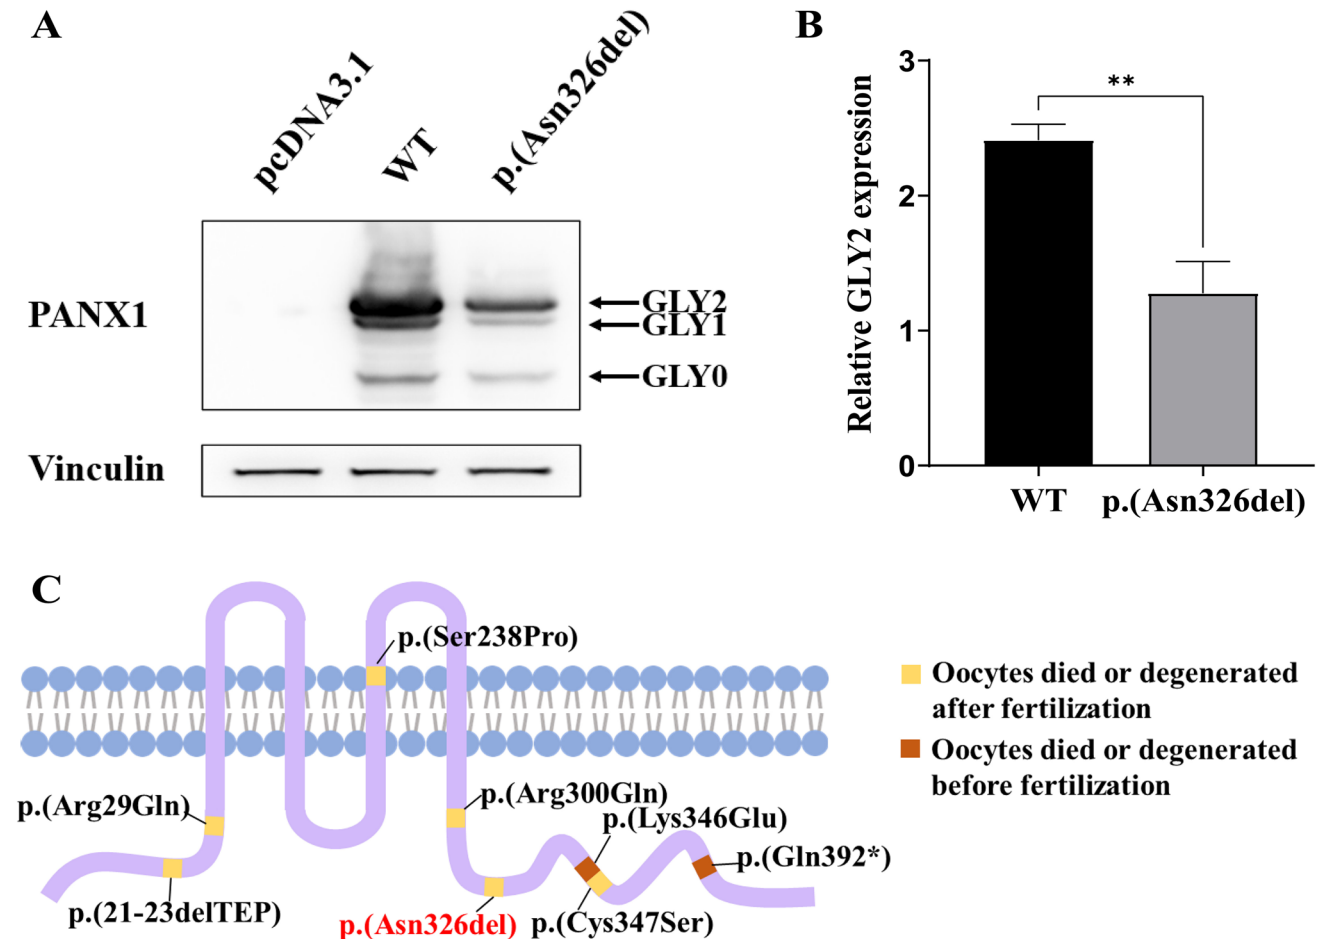 A
pcDNA3.1
WT
p.(Asn326del)
PANX1
GLY2
GLY1
GLY0
Vinculin
B
Relative GLY2 expression
3
2
1
0
**
WT
p.(Asn326del)
C
p.(Ser238Pro)
p.(Arg29Gln)
p.(21-23delTEP)
p.(Arg300Gln)
p.(Lys346Glu)
p.(Gln392*)
p.(Asn326del)
p.(Cys347Ser)
Oocytes died or degenerated
after fertilization
Oocytes died or degenerated
before fertilization